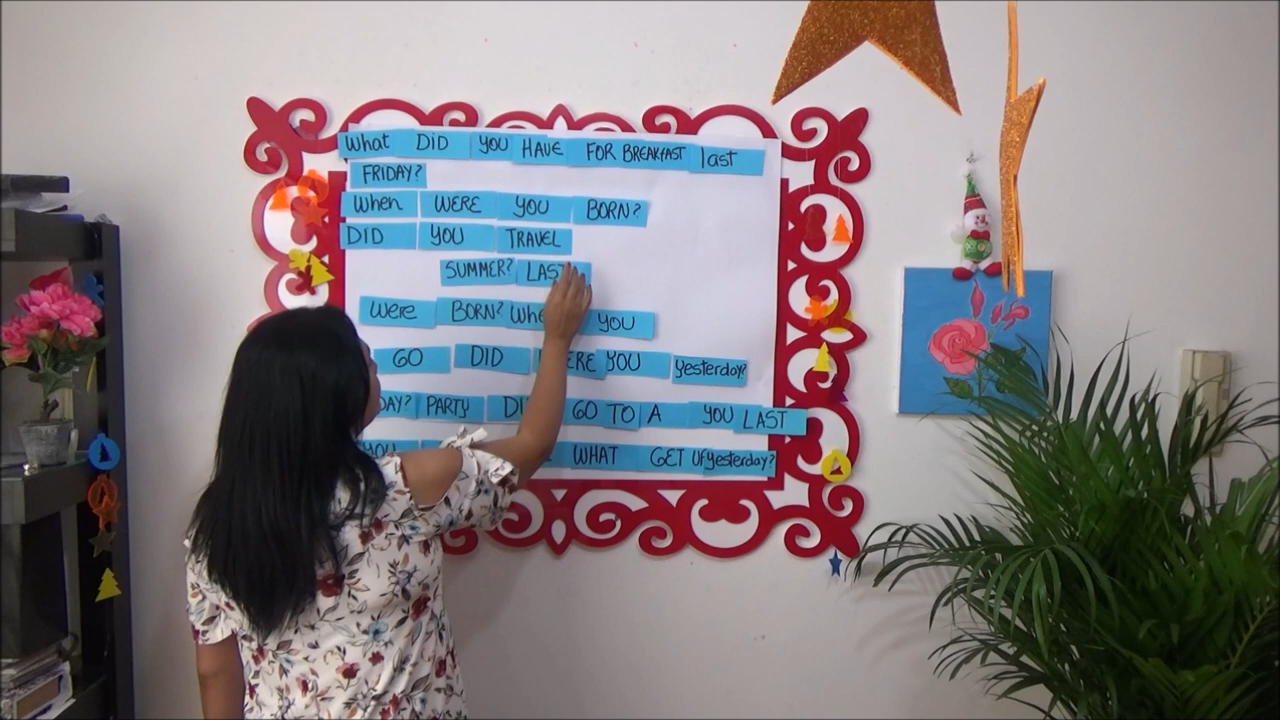 What DID YOU HAVE FOR BREAKFAST last
FRIDAY?
When WERE YOU BORN?
DID YOU TRAVEL
SUMMER? LAST
Were BORN? YOU
GO DID YOU yesterday?
PARTY GO TO A YOU LAST
YOU WHAT GET yesterday?